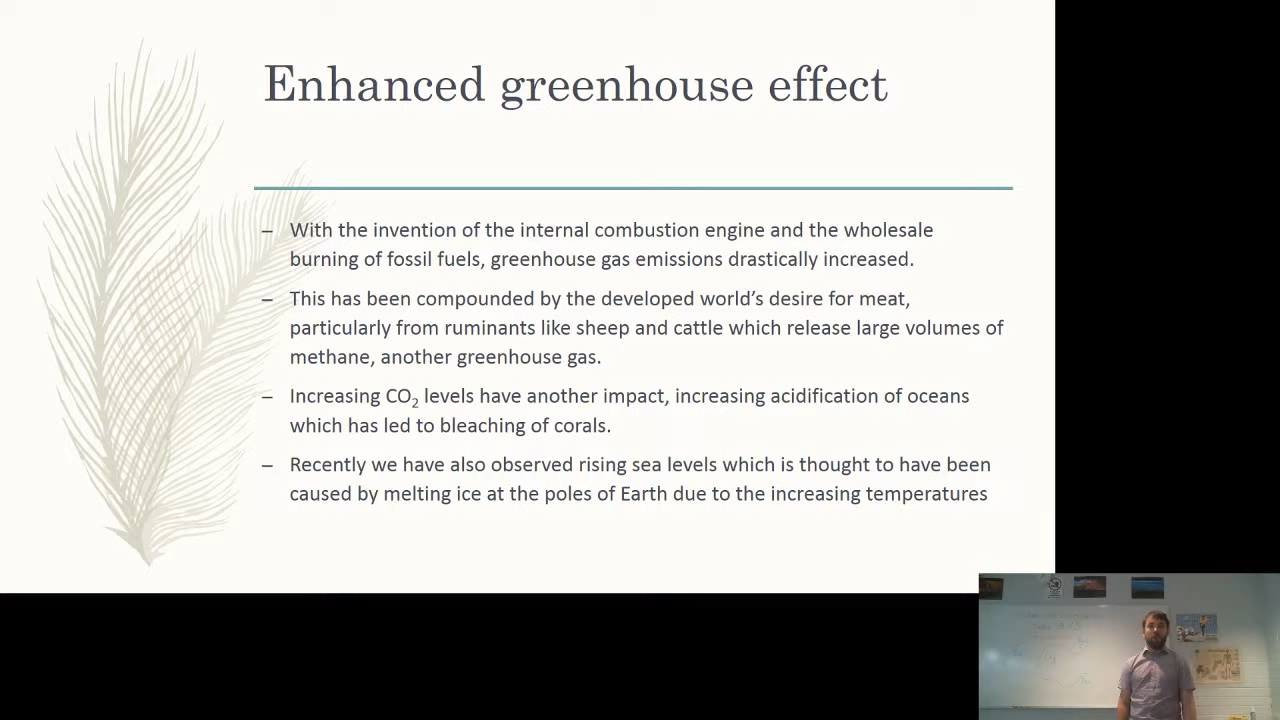 Enhanced greenhouse effect
– With the invention of the internal combustion engine and the wholesale
burning of fossil fuels, greenhouse gas emissions drastically increased.
– This has been compounded by the developed world’s desire for meat,
particularly from ruminants like sheep and cattle which release large volumes of
methane, another greenhouse gas.
– Increasing CO₂ levels have another impact, increasing acidification of oceans
which has led to bleaching of corals.
– Recently we have also observed rising sea levels which is thought to have been
caused by melting ice at the poles of Earth due to the increasing temperatures